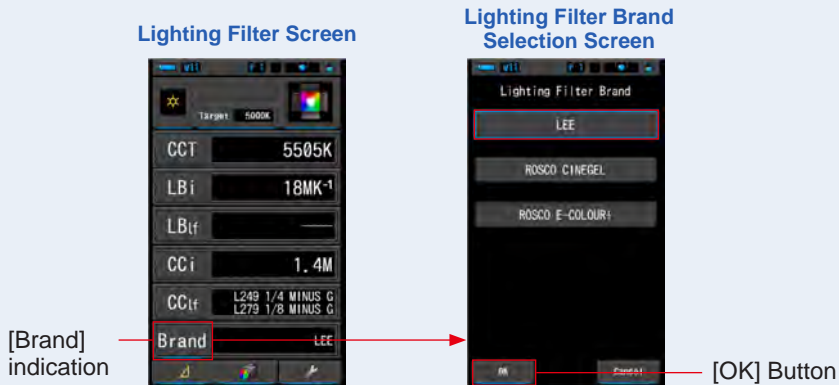 Lighting Filter Screen
Lighting Filter Brand
Selection Screen
Target 5000K
CCT 5505K
LBi 18MK-1
LBlf
CCi 1.4M
CClf L249 1/4 MINUS G
L279 1/8 MINUS G
Brand LEE
[Brand]
indication
Lighting Filter Brand
LEE
ROSCO CINEGEL
ROSCO E-COLOUR+
OK Cancel
[OK] Button